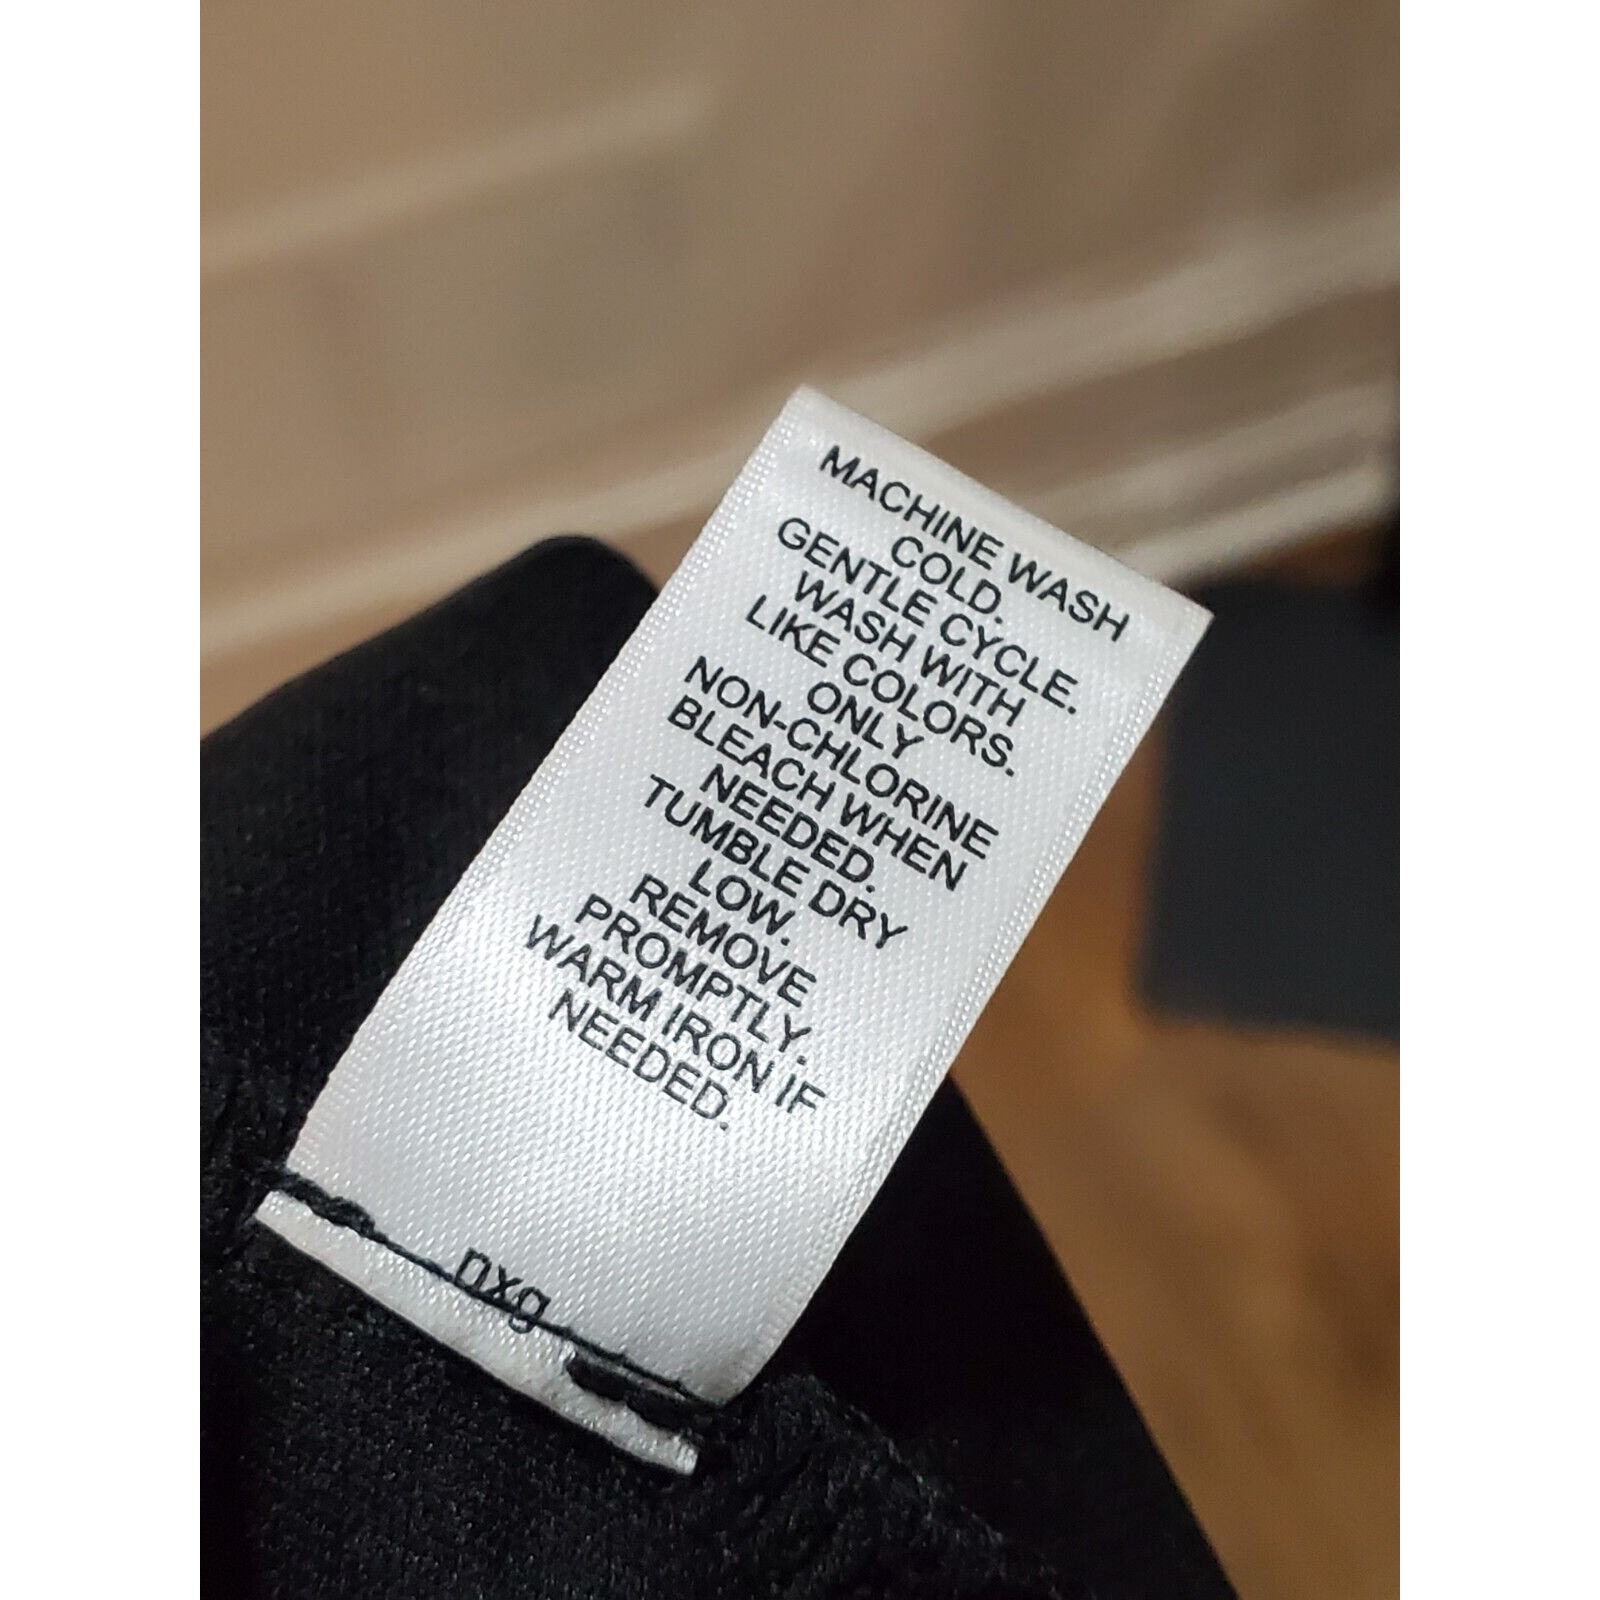 MACHINE WASH
COLD.
GENTLE CYCLE.
WASH WITH
LIKE COLORS.
ONLY
NON-CHLORINE
BLEACH WHEN
NEEDED.
TUMBLE DRY
LOW.
REMOVE
PROMPTLY.
WARM IRON IF
NEEDED.
nxg